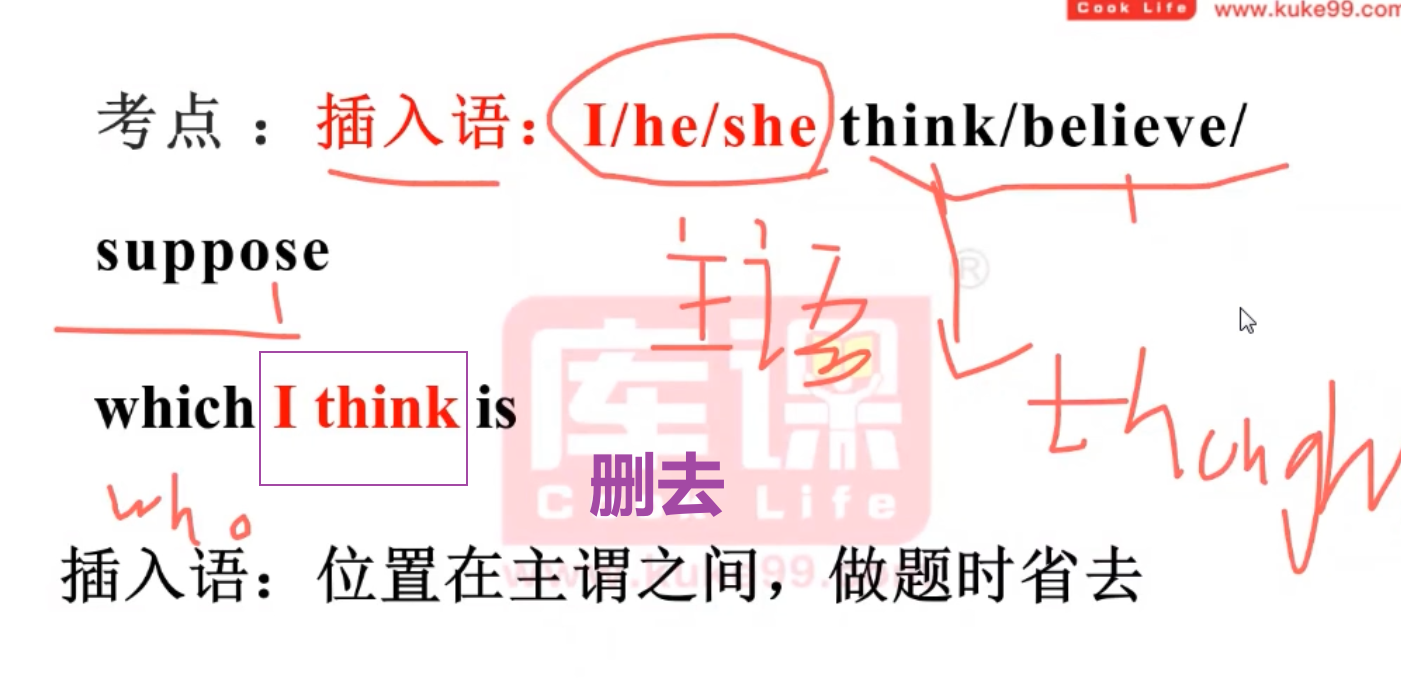 Cook Life www.kuke99.com
考点：插入语：I/he/she think/believe/
suppose
主语
which I think is
though
who
删去
库课
Cook Life
®
www.kuke99.com
插入语：位置在主谓之间，做题时省去